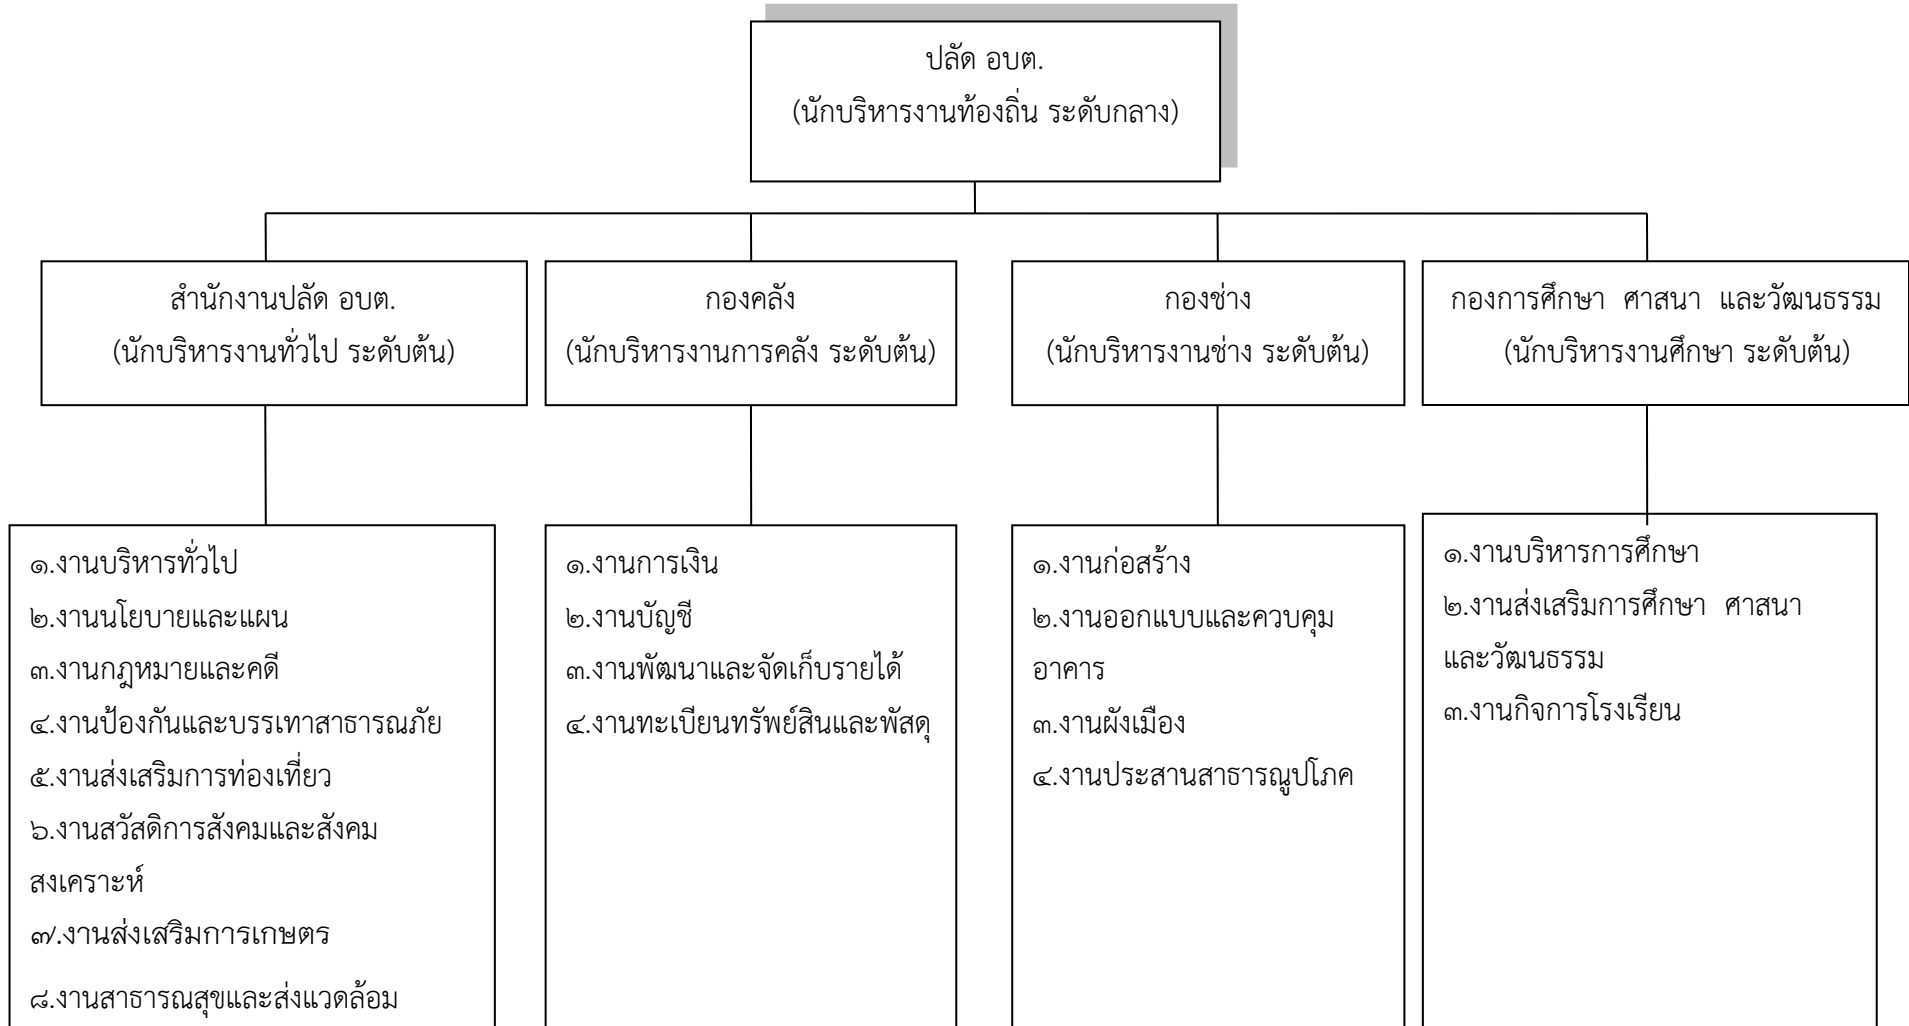 ปลัด อบต.
(นักบริหารงานท้องถิ่น ระดับกลาง)
สำนักงานปลัด อบต.
(นักบริหารงานทั่วไป ระดับต้น)
กองคลัง
(นักบริหารงานการคลัง ระดับต้น)
กองช่าง
(นักบริหารงานช่าง ระดับต้น)
กองการศึกษา ศาสนา และวัฒนธรรม
(นักบริหารงานศึกษา ระดับต้น)
๑.งานบริหารทั่วไป
๒.งานนโยบายและแผน
๓.งานกฎหมายและคดี
๔.งานป้องกันและบรรเทาสาธารณภัย
๕.งานส่งเสริมการท่องเที่ยว
๖.งานสวัสดิการสังคมและสังคม
สงเคราะห์
๗.งานส่งเสริมการเกษตร
๘.งานสาธารณสุขและส่งแวดล้อม
๑.งานการเงิน
๒.งานบัญชี
๓.งานพัฒนาและจัดเก็บรายได้
๔.งานทะเบียนทรัพย์สินและพัสดุ
๑.งานก่อสร้าง
๒.งานออกแบบและควบคุม
อาคาร
๓.งานผังเมือง
๔.งานประสานสาธารณูปโภค
๑.งานบริหารการศึกษา
๒.งานส่งเสริมการศึกษา ศาสนา
และวัฒนธรรม
๓.งานกิจการโรงเรียน